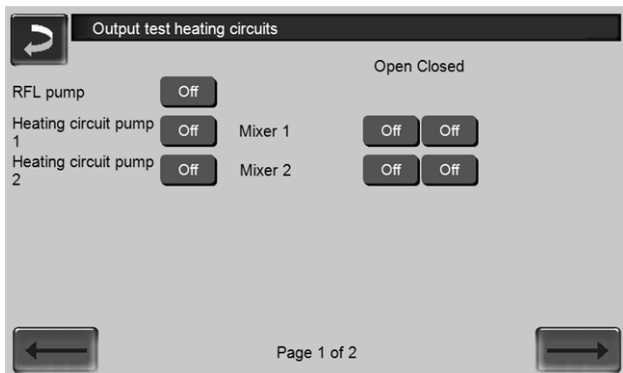 Output test heating circuits
Open Closed
RFL pump Off
Heating circuit pump
1
Off Mixer 1 Off Off
Heating circuit pump
2
Off Mixer 2 Off Off
Page 1 of 2